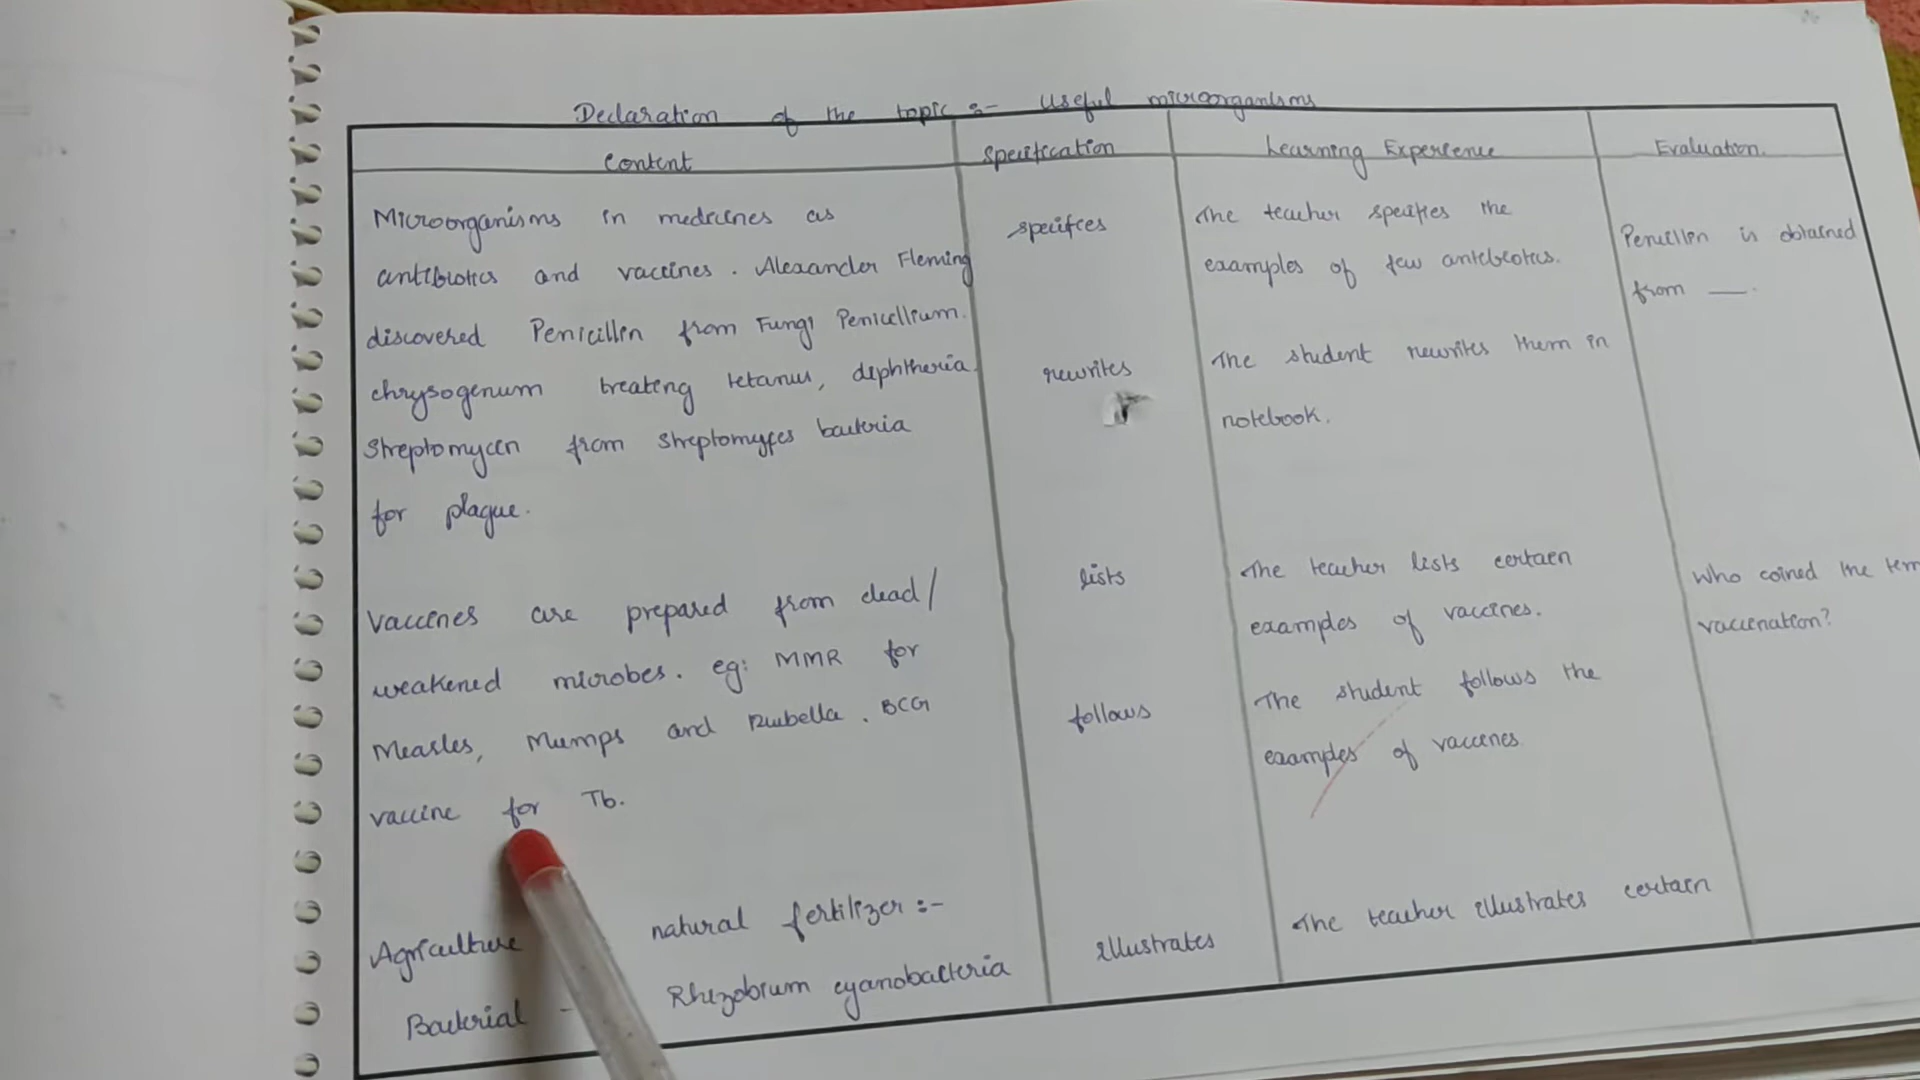 Declaration of the topic :- Useful microorganisms
Content
Specification
Learning Experience
Evaluation.
Microorganisms in medicines as
antibiotics and vaccines. Alexander Fleming
discovered Penicillin from Fungi Penicellium.
chrysogenum treating tetanus, diphtheria.
Streptomycin from Streptomyces bacteria
for plague.
specifies
The teacher specifies the
examples of few antibiotics.
Penicillin is obtained
from —.
rewrites
The student rewrites them in
notebook.
Vaccines are prepared from dead/
weakened microbes. eg: MMR for
Measles, Mumps and Rubella. BCG
vaccine for Tb.
lists
The teacher lists certain
examples of vaccines.
Who coined the
vaccination?
follows
The student follows the
examples of vaccines
Agriculture natural fertilizer :-
Bacterial - Rhizobium cyanobacteria
illustrates
The teacher illustrates certain